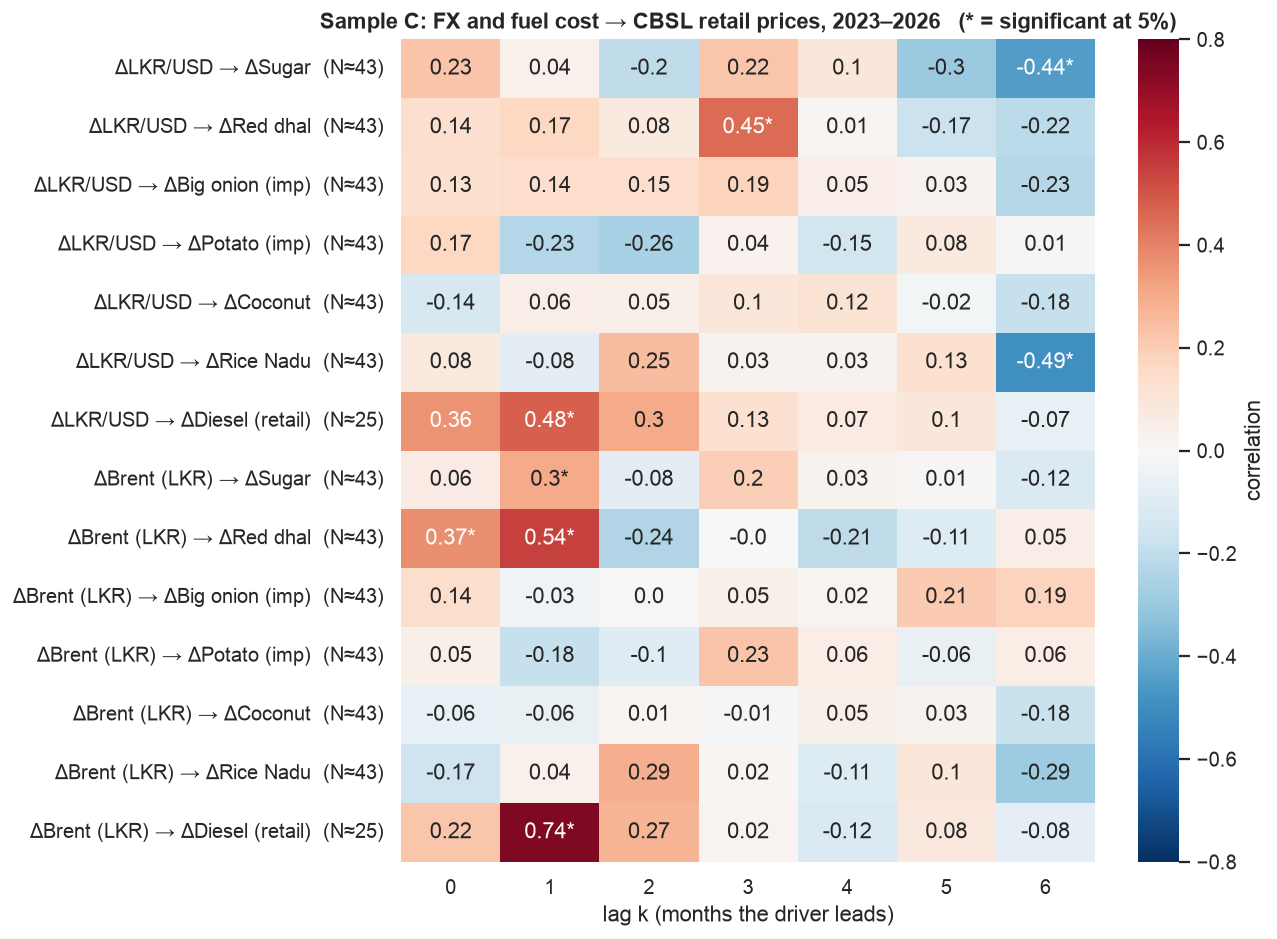 Sample C: FX and fuel cost → CBSL retail prices, 2023–2026 (* = significant at 5%)
ΔLKR/USD → ΔSugar (N≈43) 0.23 0.04 -0.2 0.22 0.1 -0.3 -0.44*
ΔLKR/USD → ΔRed dhal (N≈43) 0.14 0.17 0.08 0.45* 0.01 -0.17 -0.22
ΔLKR/USD → ΔBig onion (imp) (N≈43) 0.13 0.14 0.15 0.19 0.05 0.03 -0.23
ΔLKR/USD → ΔPotato (imp) (N≈43) 0.17 -0.23 -0.26 0.04 -0.15 0.08 0.01
ΔLKR/USD → ΔCoconut (N≈43) -0.14 0.06 0.05 0.1 0.12 -0.02 -0.18
ΔLKR/USD → ΔRice Nadu (N≈43) 0.08 -0.08 0.25 0.03 0.03 0.13 -0.49*
ΔLKR/USD → ΔDiesel (retail) (N≈25) 0.36 0.48* 0.3 0.13 0.07 0.1 -0.07
ΔBrent (LKR) → ΔSugar (N≈43) 0.06 0.3* -0.08 0.2 0.03 0.01 -0.12
ΔBrent (LKR) → ΔRed dhal (N≈43) 0.37* 0.54* -0.24 -0.0 -0.21 -0.11 0.05
ΔBrent (LKR) → ΔBig onion (imp) (N≈43) 0.14 -0.03 0.0 0.05 0.02 0.21 0.19
ΔBrent (LKR) → ΔPotato (imp) (N≈43) 0.05 -0.18 -0.1 0.23 0.06 -0.06 0.06
ΔBrent (LKR) → ΔCoconut (N≈43) -0.06 -0.06 0.01 -0.01 0.05 0.03 -0.18
ΔBrent (LKR) → ΔRice Nadu (N≈43) -0.17 0.04 0.29 0.02 -0.11 0.1 -0.29
ΔBrent (LKR) → ΔDiesel (retail) (N≈25) 0.22 0.74* 0.27 0.02 -0.12 0.08 -0.08
0 1 2 3 4 5 6
lag k (months the driver leads)
0.8
0.6
0.4
0.2
0.0
−0.2
−0.4
−0.6
−0.8
correlation